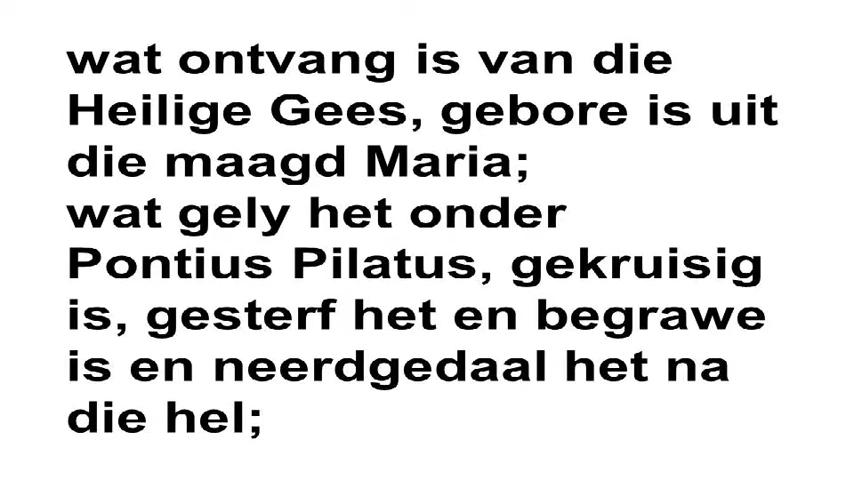 wat ontvang is van die
Heilige Gees, gebore is uit
die maagd Maria;
wat gely het onder
Pontius Pilatus, gekruisig
is, gesterf het en begrawe
is en neerdgedaal het na
die hel;